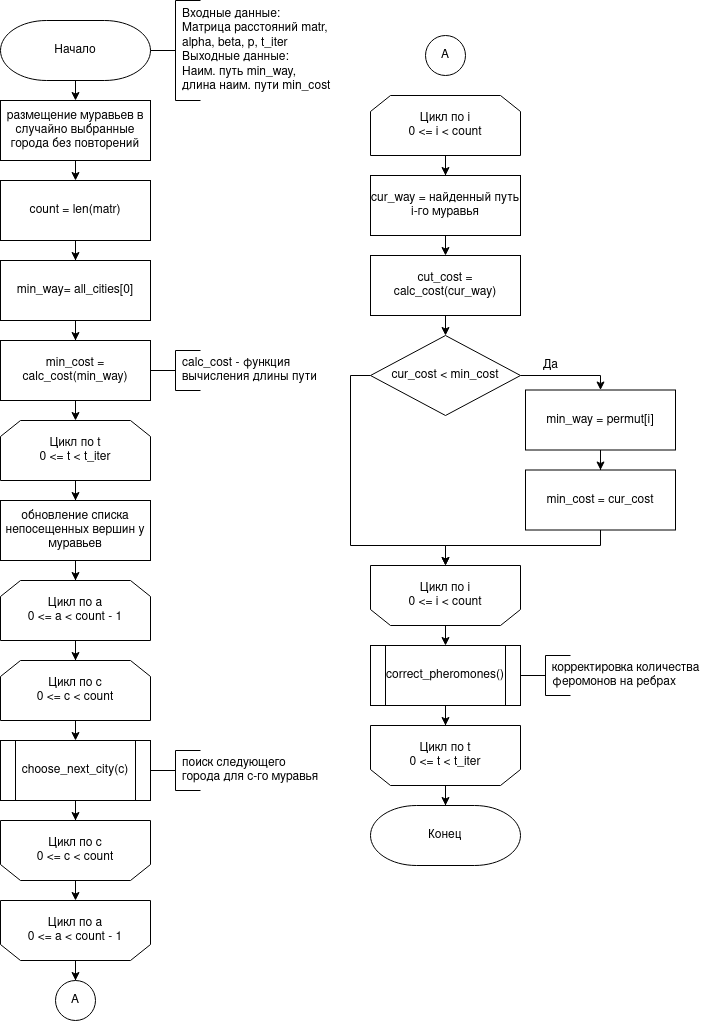 Начало
Входные данные:
Матрица расстояний matr,
alpha, beta, p, t_iter
Выходные данные:
Наим. путь min_way,
длина наим. пути min_cost
размещение муравьев в
случайно выбранные
города без повторений
count = len(matr)
min_way= all_cities[0]
min_cost =
calc_cost(min_way)
calc_cost - функция
вычисления длины пути
Цикл по t
0 <= t < t_iter
обновление списка
непосещенных вершин у
муравьев
Цикл по a
0 <= a < count - 1
Цикл по c
0 <= c < count
choose_next_city(c)
поиск следующего
города для c-го муравья
Цикл по c
0 <= c < count
Цикл по a
0 <= a < count - 1
A
A
Цикл по i
0 <= i < count
cur_way = найденный путь
i-го муравья
cut_cost =
calc_cost(cur_way)
cur_cost < min_cost
Да
min_way = permut[i]
min_cost = cur_cost
Цикл по i
0 <= i < count
correct_pheromones()
корректировка количества
феромонов на ребрах
Цикл по t
0 <= t < t_iter
Конец